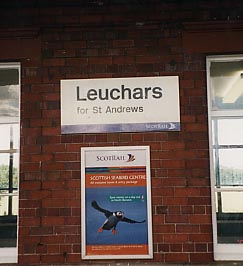 Leuchars
for St Andrews
SCOTRAIL
SCOTRAIL
SCOTTISH SEABIRD CENTRE